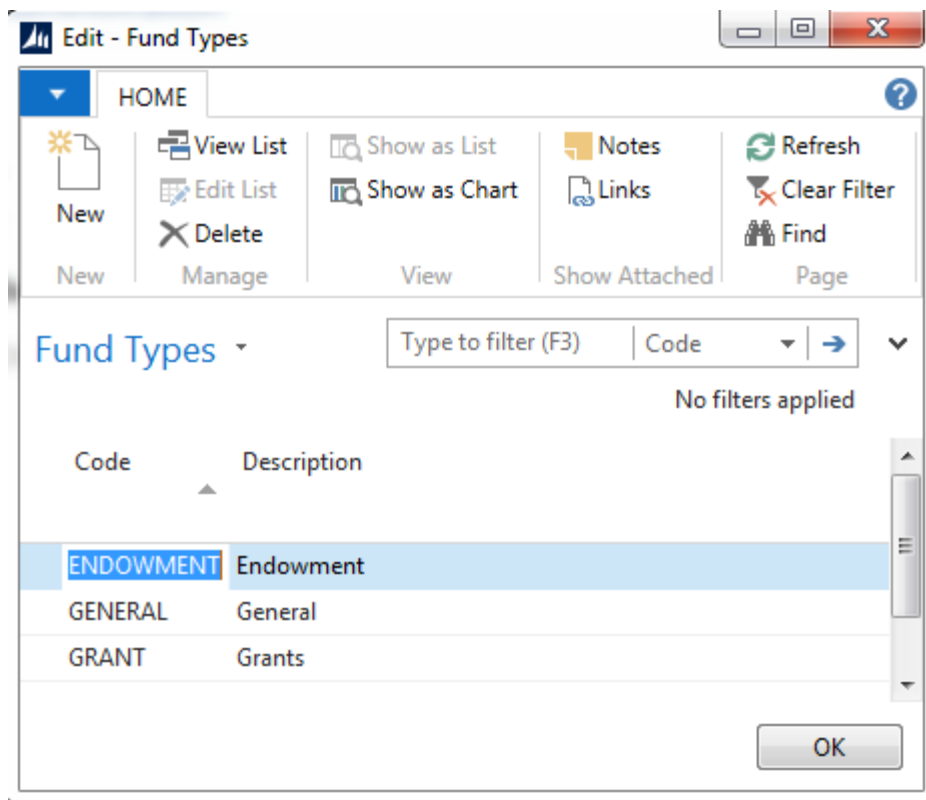 Edit - Fund Types
HOME
New
View List
Edit List
Delete
Show as List
Show as Chart
Notes
Links
Refresh
Clear Filter
Find
New Manage View Show Attached Page
Fund Types Type to filter (F3) Code
No filters applied
Code Description
ENDOWMENT Endowment
GENERAL General
GRANT Grants
OK